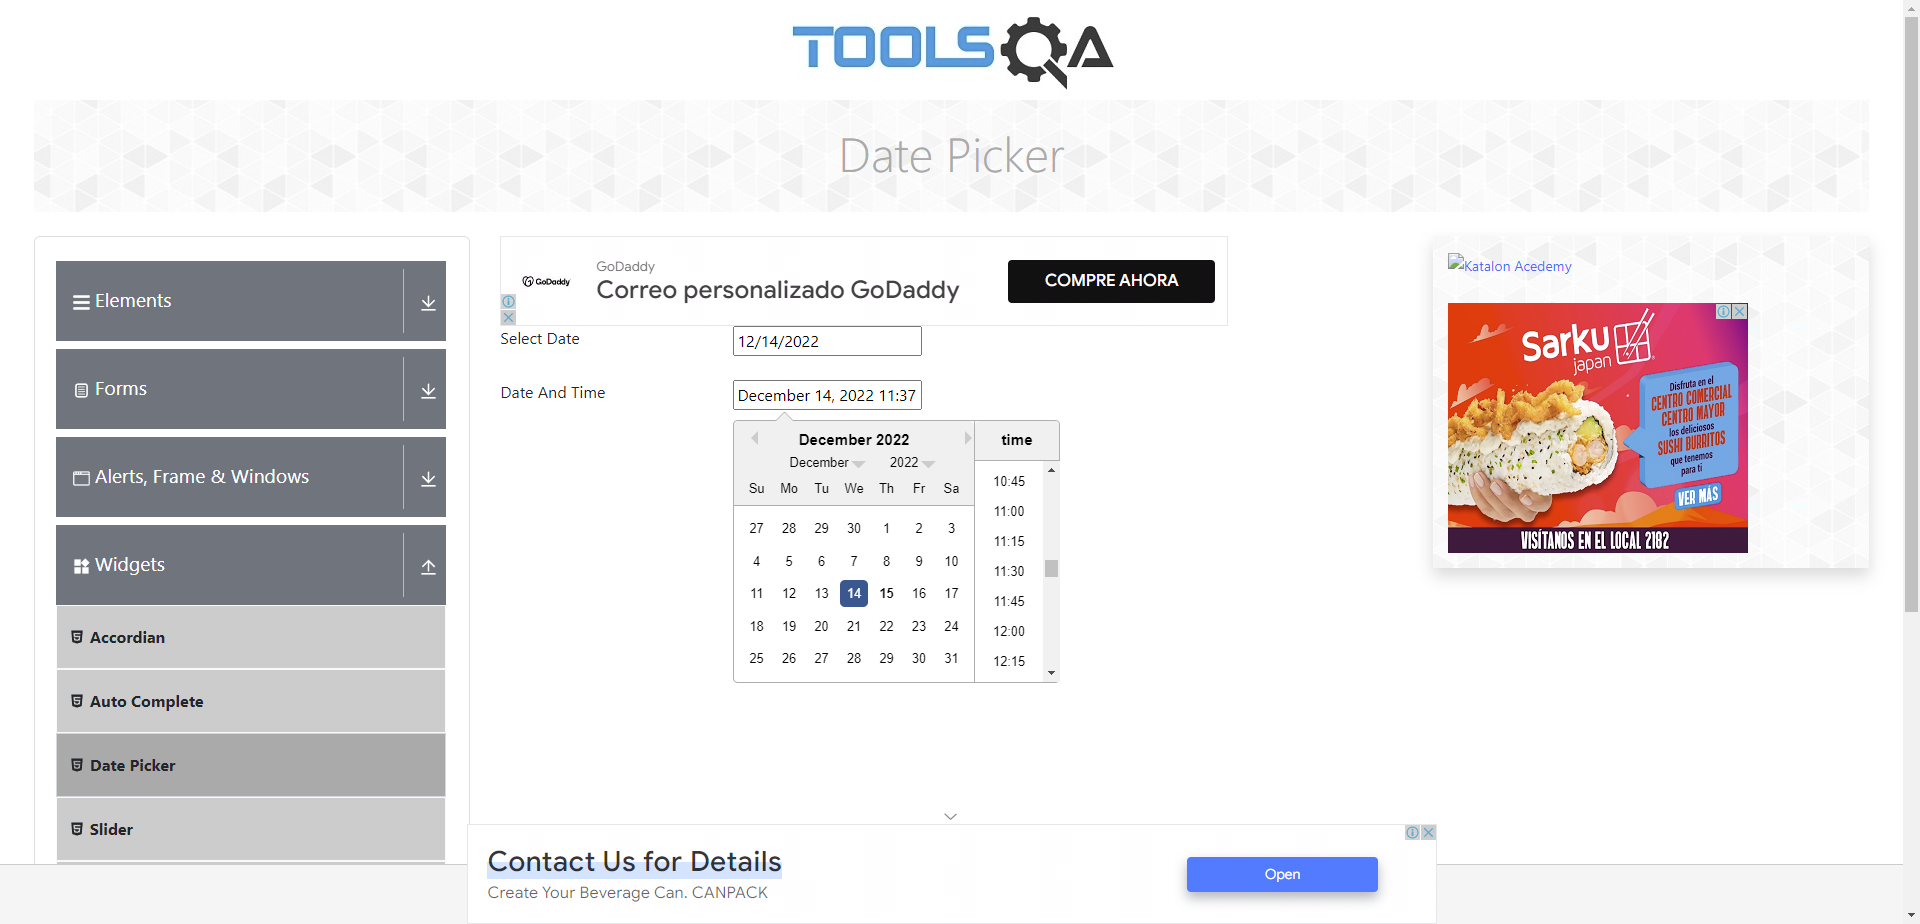 TOOLSQA
Date Picker
Elements
Forms
Alerts, Frame & Windows
Widgets
Accordian
Auto Complete
Date Picker
Slider
GoDaddy
GoDaddy
Correo personalizado GoDaddy
COMPRE AHORA
Select Date
12/14/2022
Date And Time
December 14, 2022 11:37
December 2022
December 2022
Su Mo Tu We Th Fr Sa
27 28 29 30 1 2 3
4 5 6 7 8 9 10
11 12 13 14 15 16 17
18 19 20 21 22 23 24
25 26 27 28 29 30 31
time
10:45
11:00
11:15
11:30
11:45
12:00
12:15
Katalon Acedemy
Sarku
japan
Disfruta en el
CENTRO COMERCIAL
CENTRO MAYOR
los deliciosos
SUSHI BURRITOS
que tenemos
para ti
VER MÁS
VISÍTANOS EN EL LOCAL 2182
Contact Us for Details
Create Your Beverage Can. CANPACK
Open